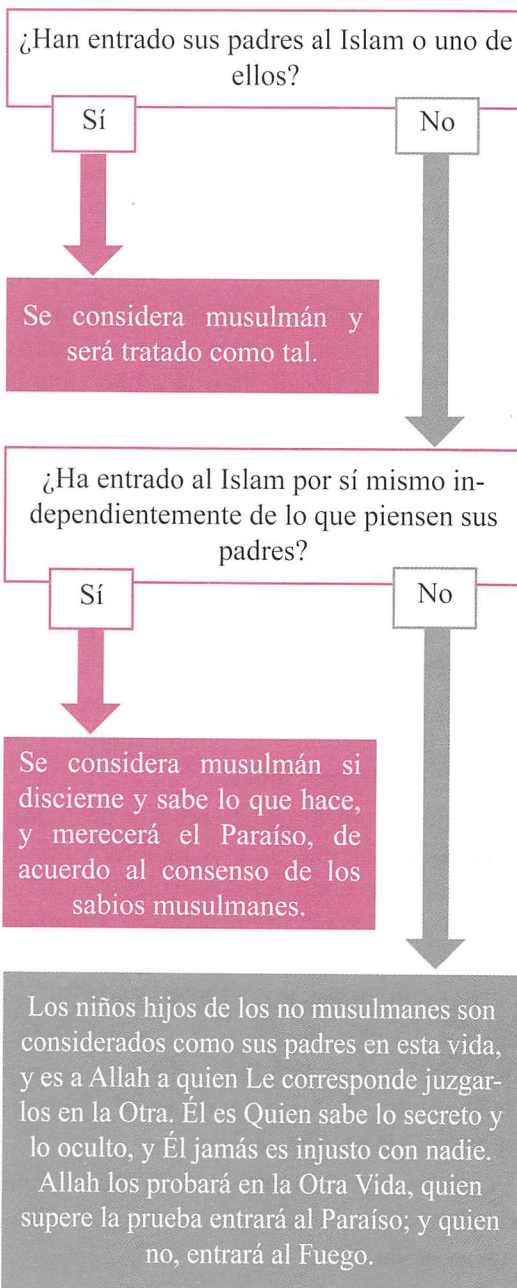 ¿Han entrado sus padres al Islam o uno de
ellos?
Sí
No
Se considera musulmán y
será tratado como tal.
¿Ha entrado al Islam por sí mismo in-
dependientemente de lo que piensen sus
padres?
Sí
No
Se considera musulmán si
discierne y sabe lo que hace,
y merecerá el Paraíso, de
acuerdo al consenso de los
sabios musulmanes.
Los niños hijos de los no musulmanes son
considerados como sus padres en esta vida,
y es a Allah a quien Le corresponde juzgar-
los en la Otra. Él es Quien sabe lo secreto y
lo oculto, y Él jamás es injusto con nadie.
Allah los probará en la Otra Vida, quien
supere la prueba entrará al Paraíso; y quien
no, entrará al Fuego.